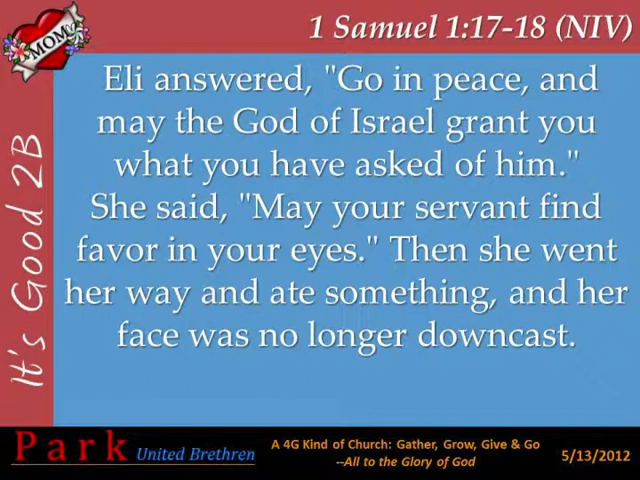 1 Samuel 1:17-18 (NIV)
MOM
It's Good 2B
Eli answered, "Go in peace, and
may the God of Israel grant you
what you have asked of him."
She said, "May your servant find
favor in your eyes." Then she went
her way and ate something, and her
face was no longer downcast.
Park United Brethren
A 4G Kind of Church: Gather, Grow, Give & Go
--All to the Glory of God
5/13/2012